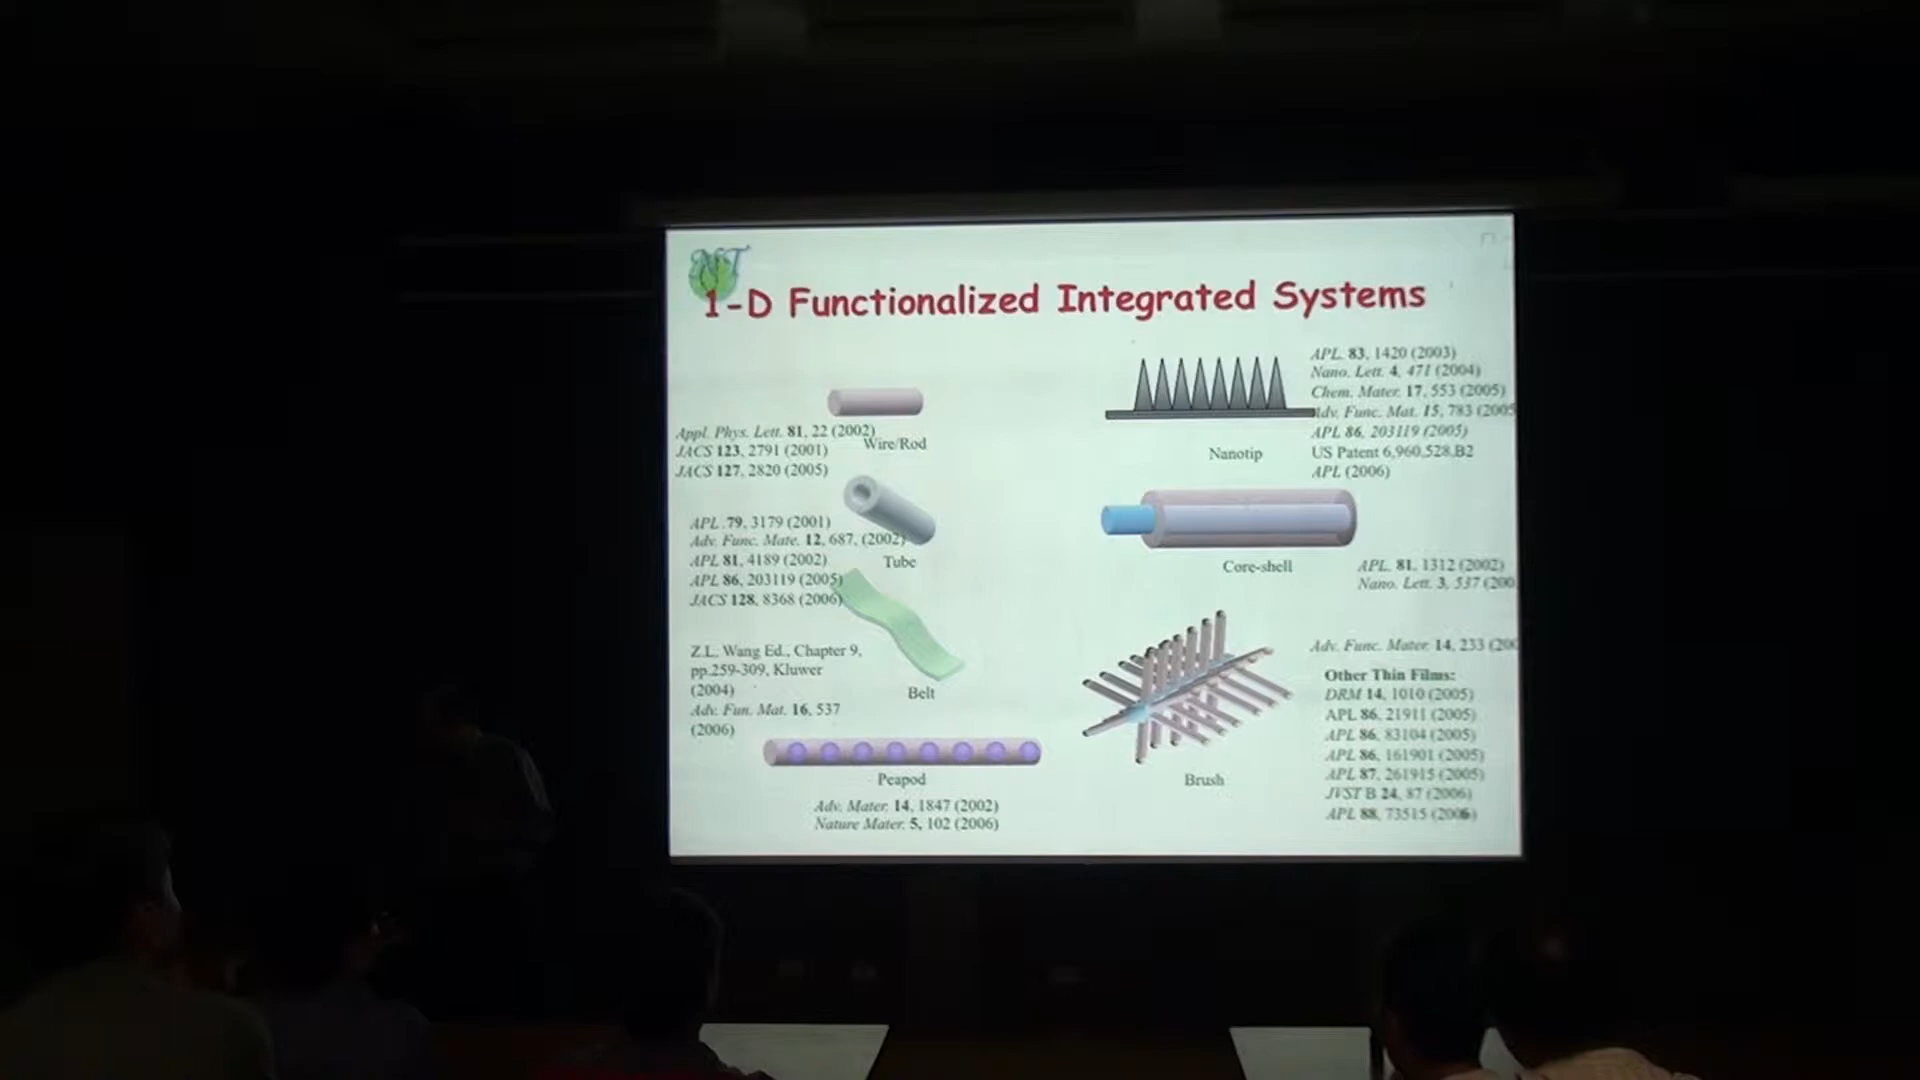 NT
1-D Functionalized Integrated Systems
Appl. Phys. Lett. 81, 22 (2002)
JACS 123, 2791 (2001)
JACS 127, 2820 (2005)
Wire/Rod
APL .79, 3179 (2001)
Adv. Func. Mate. 12, 687, (2002)
APL 81, 4189 (2002)
APL 86, 203119 (2005)
JACS 128, 8368 (2006)
Tube
Z.L. Wang Ed., Chapter 9,
pp.259-309, Kluwer
(2004)
Adv. Fun. Mat. 16, 537
(2006)
Belt
Peapod
Adv. Mater. 14, 1847 (2002)
Nature Mater. 5, 102 (2006)
APL. 83, 1420 (2003)
Nano. Lett. 4, 471 (2004)
Chem. Mater. 17, 553 (2005)
Adv. Func. Mat. 15, 783 (2005
APL 86, 203119 (2005)
US Patent 6,960,528,B2
APL (2006)
Nanotip
Core-shell
APL. 81, 1312 (2002)
Nano. Lett. 3, 537 (200
Adv. Func. Mater. 14, 233 (200
Brush
Other Thin Films:
DRM 14, 1010 (2005)
APL 86, 21911 (2005)
APL 86, 83104 (2005)
APL 86, 161901 (2005)
APL 87, 261915 (2005)
JVST B 24, 87 (2006)
APL 88, 73515 (2006)